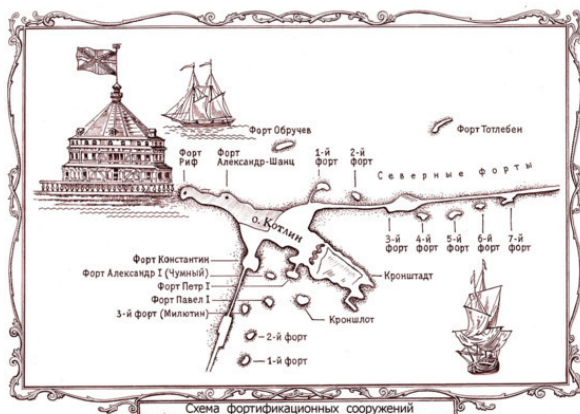 Форт Обручев
Форт Тотлебен
Форт
Риф
Форт
Александр-Шанц
1-й
форт
2-й
форт
Северные форты
о. Котлин
3-й
форт
4-й
форт
5-й
форт
6-й
форт
7-й
форт
Форт Константин
Форт Александр I (Чумный)
Форт Петр I
Форт Павел I
3-й форт (Милютин)
Кронштадт
Кроншлот
2-й форт
1-й форт
Схема фортификационных сооружений